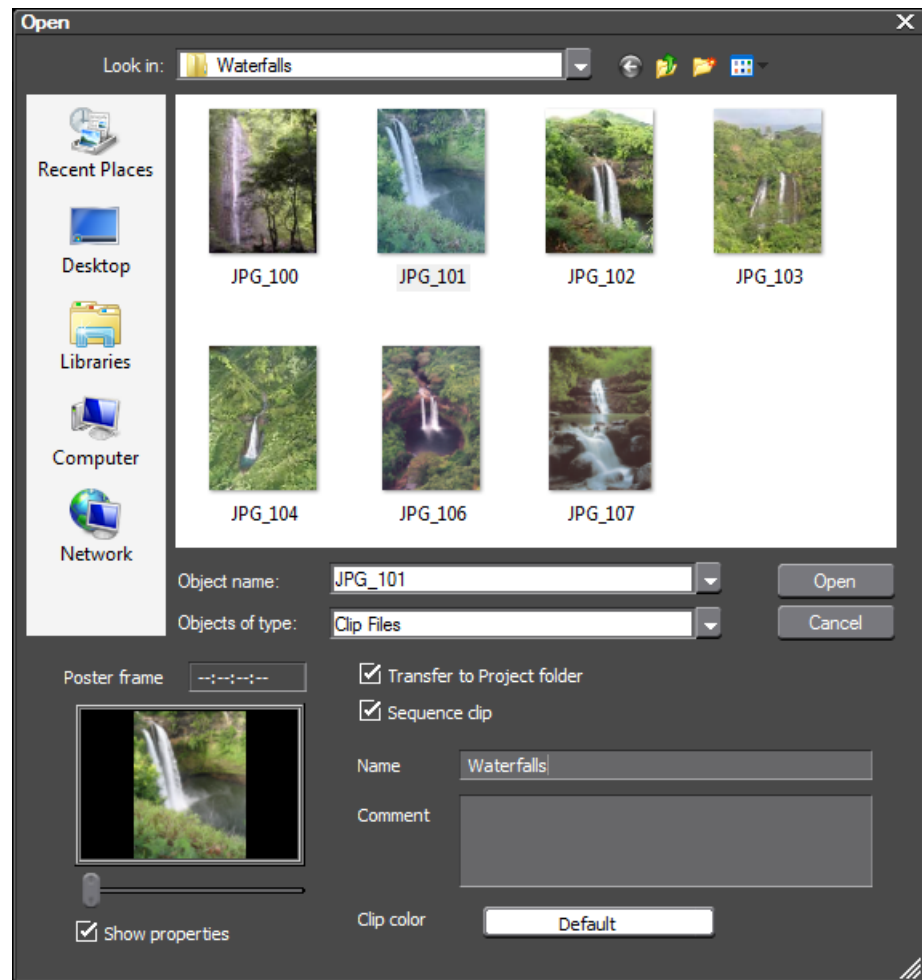 Open
Look in:
Waterfalls
Recent Places
Desktop
Libraries
Computer
Network
JPG_100
JPG_101
JPG_102
JPG_103
JPG_104
JPG_106
JPG_107
Object name:
JPG_101
Open
Objects of type:
Clip Files
Cancel
Poster frame
--:--:--:--
Transfer to Project folder
Sequence clip
Name
Waterfalls
Comment
Clip color
Default
Show properties